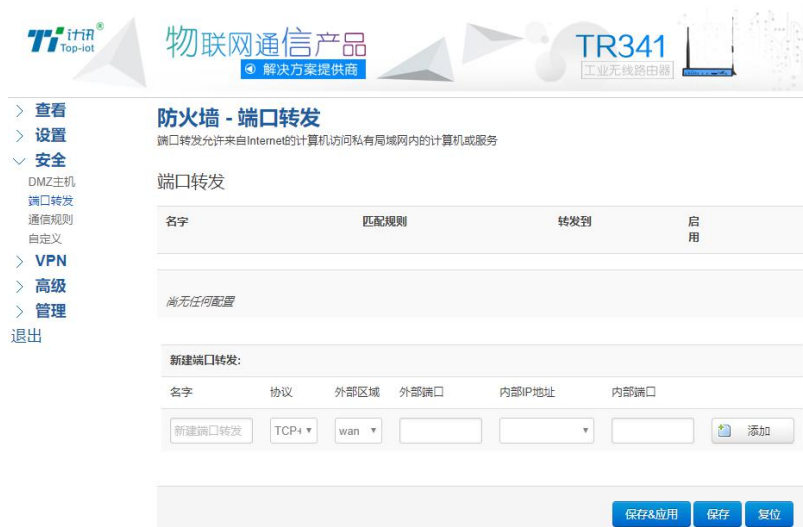 计讯®
Top-iot
物联网通信产品
解决方案提供商
TR341
工业无线路由器
查看
设置
安全
DMZ主机
端口转发
通信规则
自定义
VPN
高级
管理
退出
防火墙 - 端口转发
端口转发允许来自Internet的计算机访问私有局域网内的计算机或服务
端口转发
名字 匹配规则 转发到 启用
尚无任何配置
新建端口转发:
名字 协议 外部区域 外部端口 内部IP地址 内部端口
新建端口转发 TCP+ wan 添加
保存&应用 保存 复位